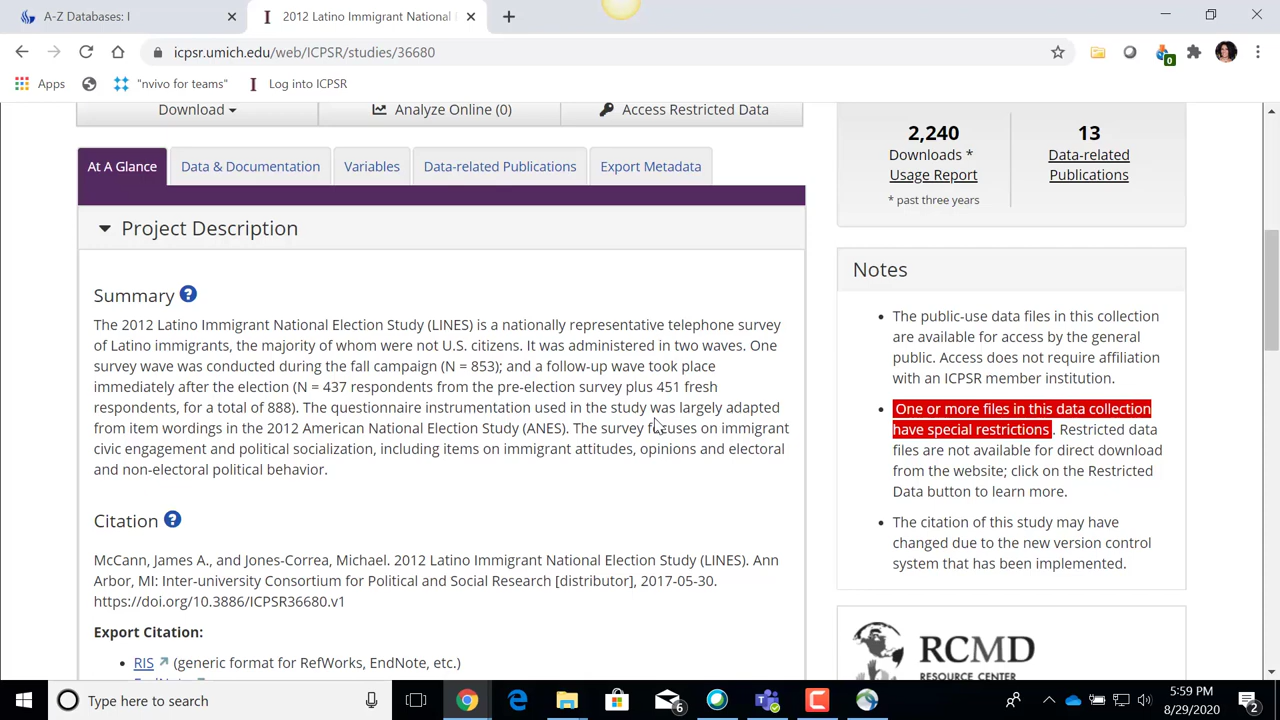 A-Z Databases: I
2012 Latino Immigrant National
icpsr.umich.edu/web/ICPSR/studies/36680
0
Apps
"nvivo for teams"
Log into ICPSR
Download
Analyze Online (0)
Access Restricted Data
At A Glance
Data & Documentation
Variables
Data-related Publications
Export Metadata
Project Description
Summary ?
The 2012 Latino Immigrant National Election Study (LINES) is a nationally representative telephone survey
of Latino immigrants, the majority of whom were not U.S. citizens. It was administered in two waves. One
survey wave was conducted during the fall campaign (N = 853); and a follow-up wave took place
immediately after the election (N = 437 respondents from the pre-election survey plus 451 fresh
respondents, for a total of 888). The questionnaire instrumentation used in the study was largely adapted
from item wordings in the 2012 American National Election Study (ANES). The survey focuses on immigrant
civic engagement and political socialization, including items on immigrant attitudes, opinions and electoral
and non-electoral political behavior.
Citation ?
McCann, James A., and Jones-Correa, Michael. 2012 Latino Immigrant National Election Study (LINES). Ann
Arbor, MI: Inter-university Consortium for Political and Social Research [distributor], 2017-05-30.
https://doi.org/10.3886/ICPSR36680.v1
Export Citation:
RIS (generic format for RefWorks, EndNote, etc.)
2,240
Downloads *
Usage Report
* past three years
13
Data-related
Publications
Notes
The public-use data files in this collection
are available for access by the general
public. Access does not require affiliation
with an ICPSR member institution.
One or more files in this data collection
have special restrictions . Restricted data
files are not available for direct download
from the website; click on the Restricted
Data button to learn more.
The citation of this study may have
changed due to the new version control
system that has been implemented.
RCMD
RESOURCE CENTER
Type here to search
6
5:59 PM
8/29/2020
2